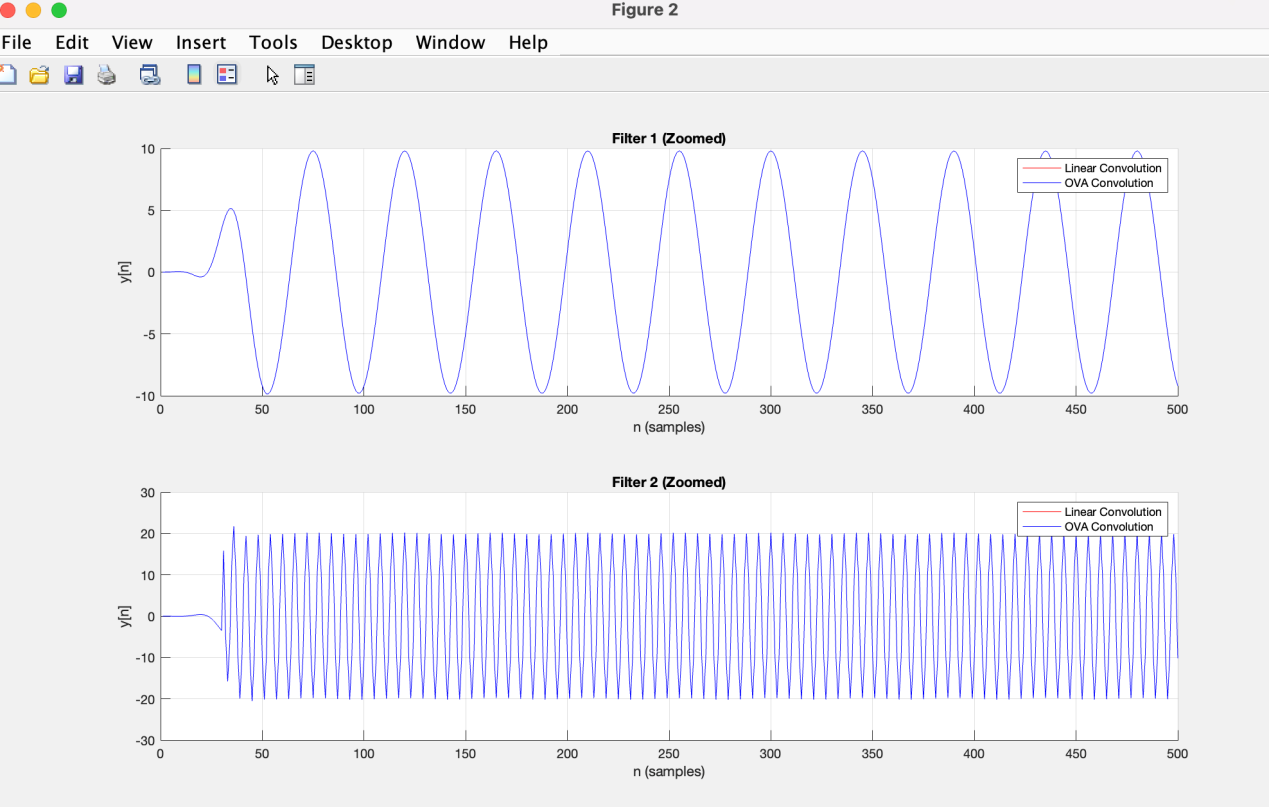 Figure 2
File Edit View Insert Tools Desktop Window Help
Filter 1 (Zoomed)
10
5
0
-5
-10
y[n]
Linear Convolution
OVA Convolution
0 50 100 150 200 250 300 350 400 450 500
n (samples)
Filter 2 (Zoomed)
30
20
10
0
-10
-20
-30
y[n]
Linear Convolution
OVA Convolution
0 50 100 150 200 250 300 350 400 450 500
n (samples)